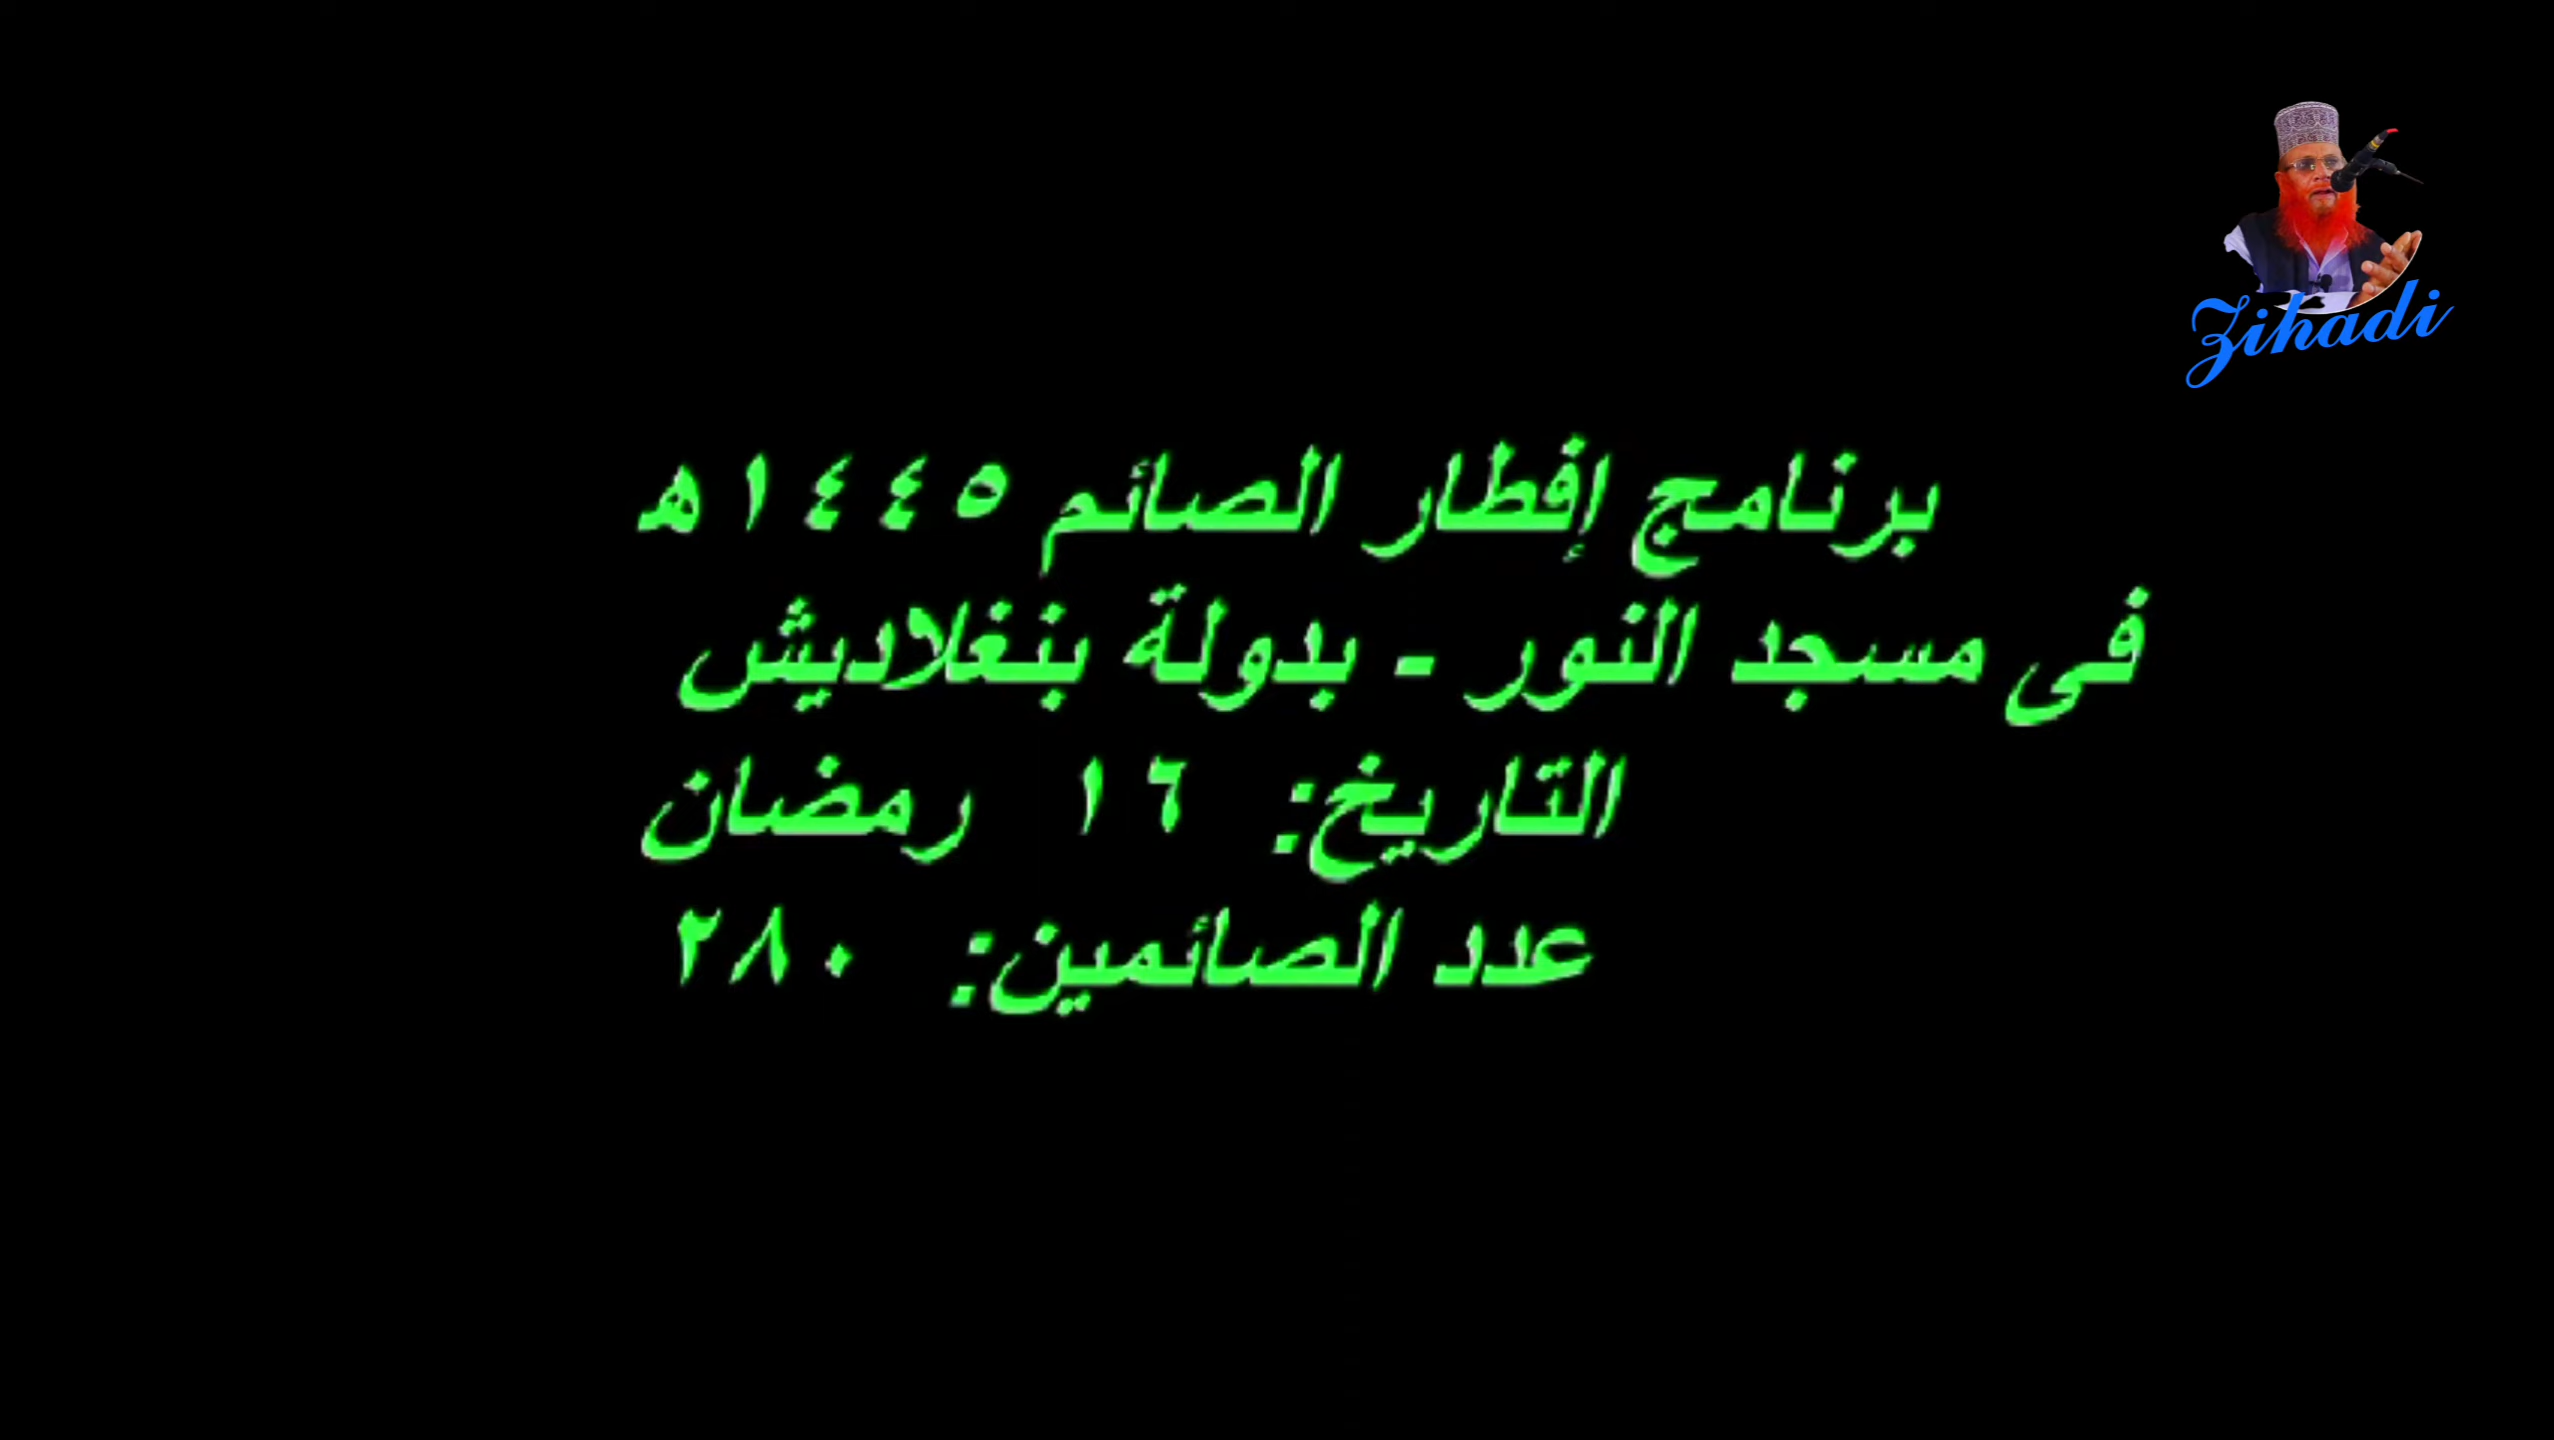 Zihadi
برنامج إفطار الصائم ١٤٤٥هـ
فى مسجد النور - بدولة بنغلاديش
التاريخ: ١٦ رمضان
عدد الصائمين: ٢٨٠